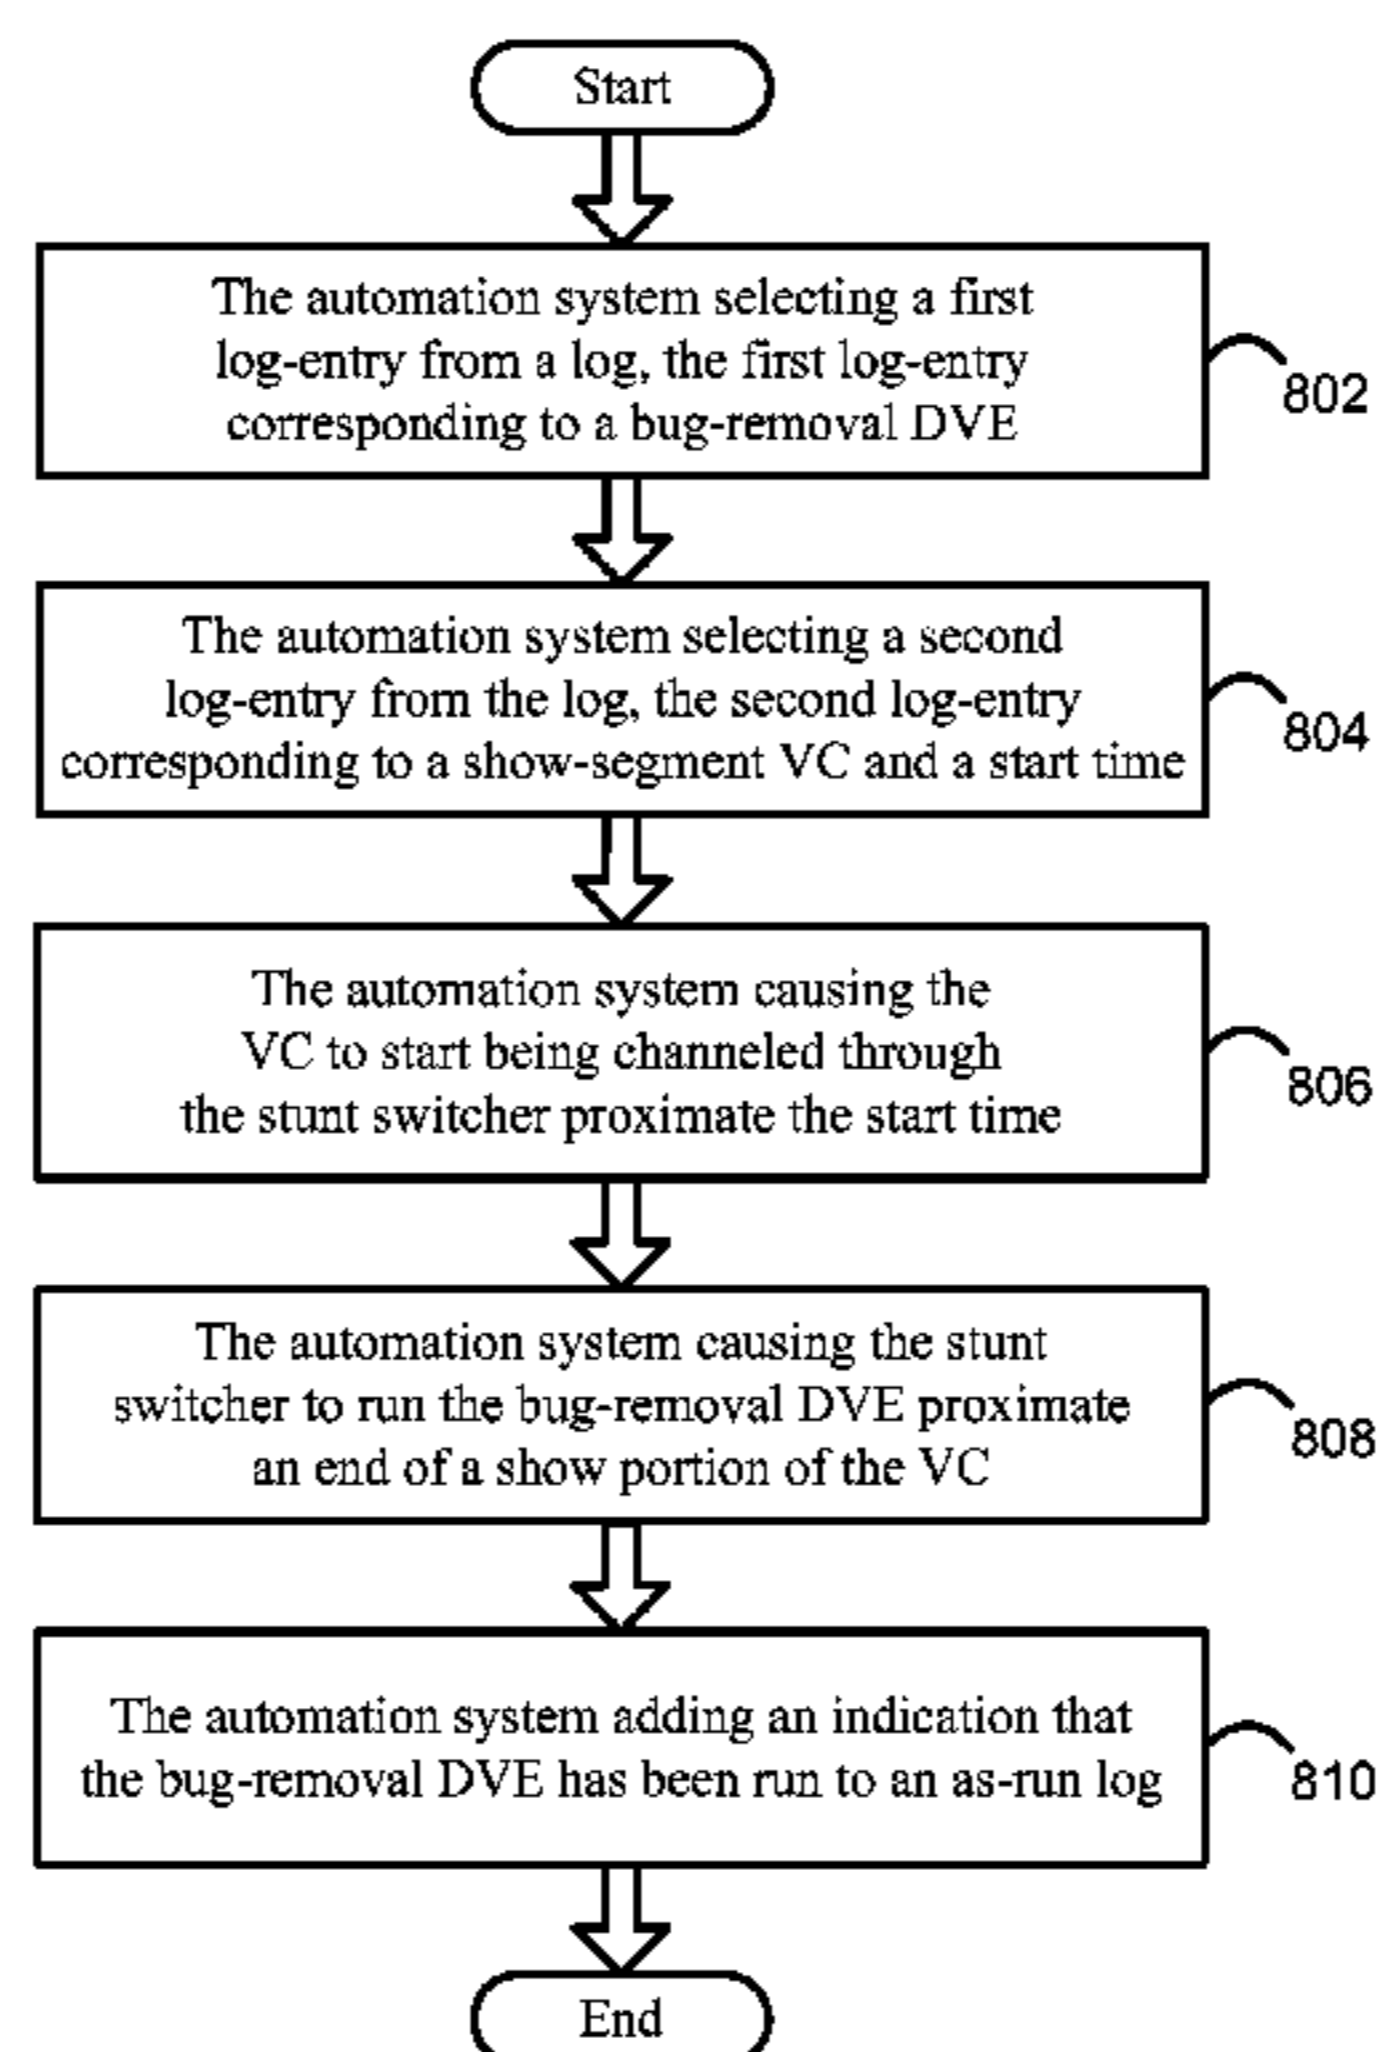 Start
The automation system selecting a first
log-entry from a log, the first log-entry
corresponding to a bug-removal DVE
802
The automation system selecting a second
log-entry from the log, the second log-entry
corresponding to a show-segment VC and a start time
804
The automation system causing the
VC to start being channeled through
the stunt switcher proximate the start time
806
The automation system causing the stunt
switcher to run the bug-removal DVE proximate
an end of a show portion of the VC
808
The automation system adding an indication that
the bug-removal DVE has been run to an as-run log
810
End